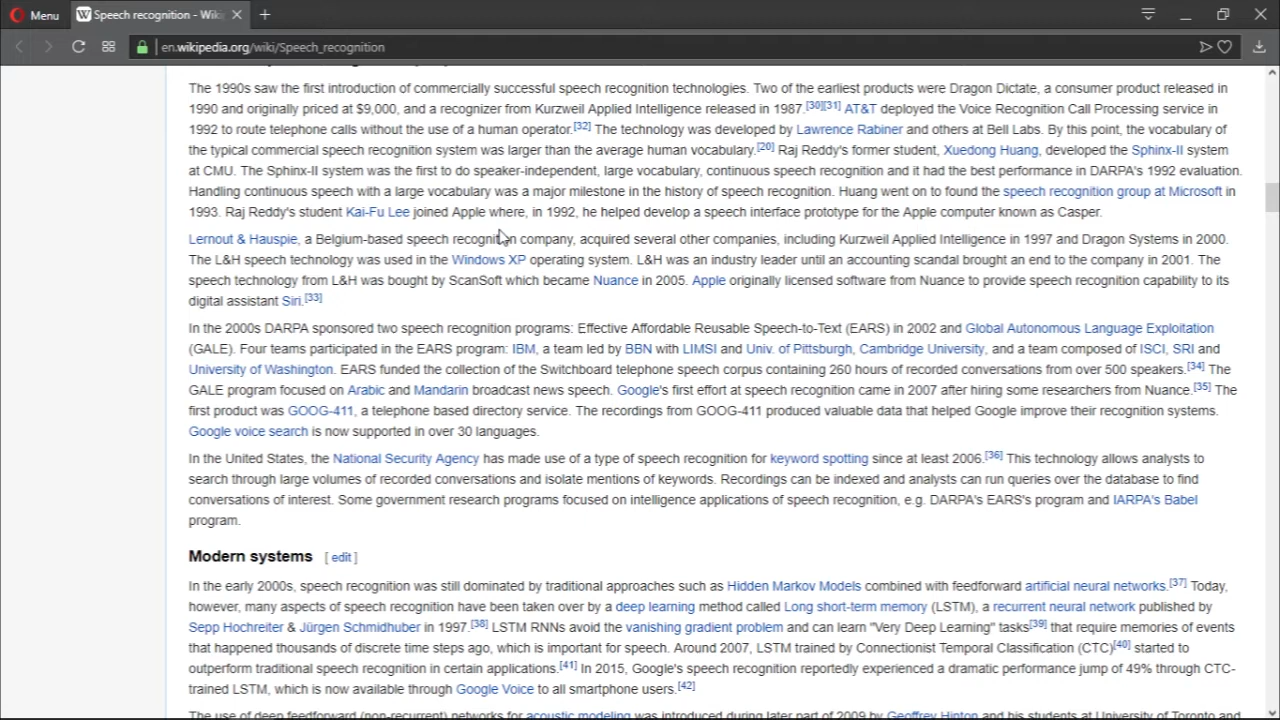 Menu
Speech recognition - Wiki
en.wikipedia.org/wiki/Speech_recognition
The 1990s saw the first introduction of commercially successful speech recognition technologies. Two of the earliest products were Dragon Dictate, a consumer product released in
1990 and originally priced at $9,000, and a recognizer from Kurzweil Applied Intelligence released in 1987.[30][31] AT&T deployed the Voice Recognition Call Processing service in
1992 to route telephone calls without the use of a human operator.[32] The technology was developed by Lawrence Rabiner and others at Bell Labs. By this point, the vocabulary of
the typical commercial speech recognition system was larger than the average human vocabulary.[20] Raj Reddy's former student, Xuedong Huang, developed the Sphinx-II system
at CMU. The Sphinx-II system was the first to do speaker-independent, large vocabulary, continuous speech recognition and it had the best performance in DARPA's 1992 evaluation.
Handling continuous speech with a large vocabulary was a major milestone in the history of speech recognition. Huang went on to found the speech recognition group at Microsoft in
1993. Raj Reddy's student Kai-Fu Lee joined Apple where, in 1992, he helped develop a speech interface prototype for the Apple computer known as Casper.
Lernout & Hauspie, a Belgium-based speech recognition company, acquired several other companies, including Kurzweil Applied Intelligence in 1997 and Dragon Systems in 2000.
The L&H speech technology was used in the Windows XP operating system. L&H was an industry leader until an accounting scandal brought an end to the company in 2001. The
speech technology from L&H was bought by ScanSoft which became Nuance in 2005. Apple originally licensed software from Nuance to provide speech recognition capability to its
digital assistant Siri.[33]
In the 2000s DARPA sponsored two speech recognition programs: Effective Affordable Reusable Speech-to-Text (EARS) in 2002 and Global Autonomous Language Exploitation
(GALE). Four teams participated in the EARS program: IBM, a team led by BBN with LIMSI and Univ. of Pittsburgh, Cambridge University, and a team composed of ISCI, SRI and
University of Washington. EARS funded the collection of the Switchboard telephone speech corpus containing 260 hours of recorded conversations from over 500 speakers.[34] The
GALE program focused on Arabic and Mandarin broadcast news speech. Google's first effort at speech recognition came in 2007 after hiring some researchers from Nuance.[35] The
first product was GOOG-411, a telephone based directory service. The recordings from GOOG-411 produced valuable data that helped Google improve their recognition systems.
Google voice search is now supported in over 30 languages.
In the United States, the National Security Agency has made use of a type of speech recognition for keyword spotting since at least 2006.[36] This technology allows analysts to
search through large volumes of recorded conversations and isolate mentions of keywords. Recordings can be indexed and analysts can run queries over the database to find
conversations of interest. Some government research programs focused on intelligence applications of speech recognition, e.g. DARPA's EARS's program and IARPA's Babel
program.
Modern systems [ edit ]
In the early 2000s, speech recognition was still dominated by traditional approaches such as Hidden Markov Models combined with feedforward artificial neural networks.[37] Today,
however, many aspects of speech recognition have been taken over by a deep learning method called Long short-term memory (LSTM), a recurrent neural network published by
Sepp Hochreiter & Jürgen Schmidhuber in 1997.[38] LSTM RNNs avoid the vanishing gradient problem and can learn "Very Deep Learning" tasks[39] that require memories of events
that happened thousands of discrete time steps ago, which is important for speech. Around 2007, LSTM trained by Connectionist Temporal Classification (CTC)[40] started to
outperform traditional speech recognition in certain applications.[41] In 2015, Google's speech recognition reportedly experienced a dramatic performance jump of 49% through CTC-
trained LSTM, which is now available through Google Voice to all smartphone users.[42]
The use of deep feedforward (non-recurrent) networks for acoustic modeling was introduced during later part of 2009 by Geoffrey Hinton and his students at University of Toronto and